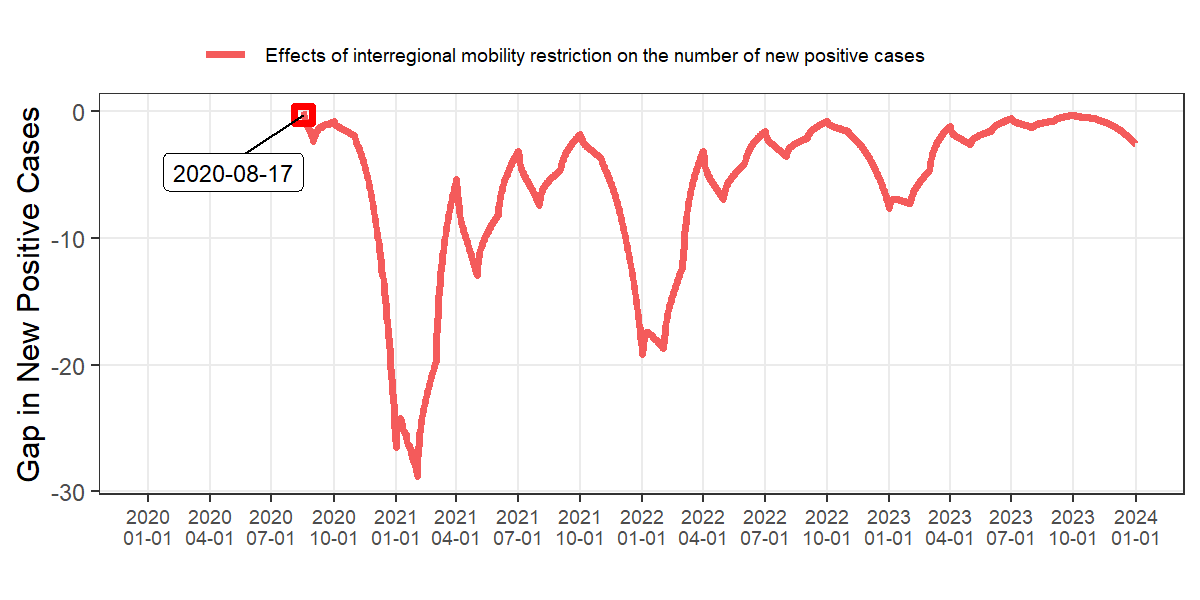 Effects of interregional mobility restriction on the number of new positive cases
Gap in New Positive Cases
0
-10
-20
-30
2020-08-17
2020 2020 2020 2020 2021 2021 2021 2021 2022 2022 2022 2022 2023 2023 2023 2023 2024
01-01 04-01 07-01 10-01 01-01 04-01 07-01 10-01 01-01 04-01 07-01 10-01 01-01 04-01 07-01 10-01 01-01